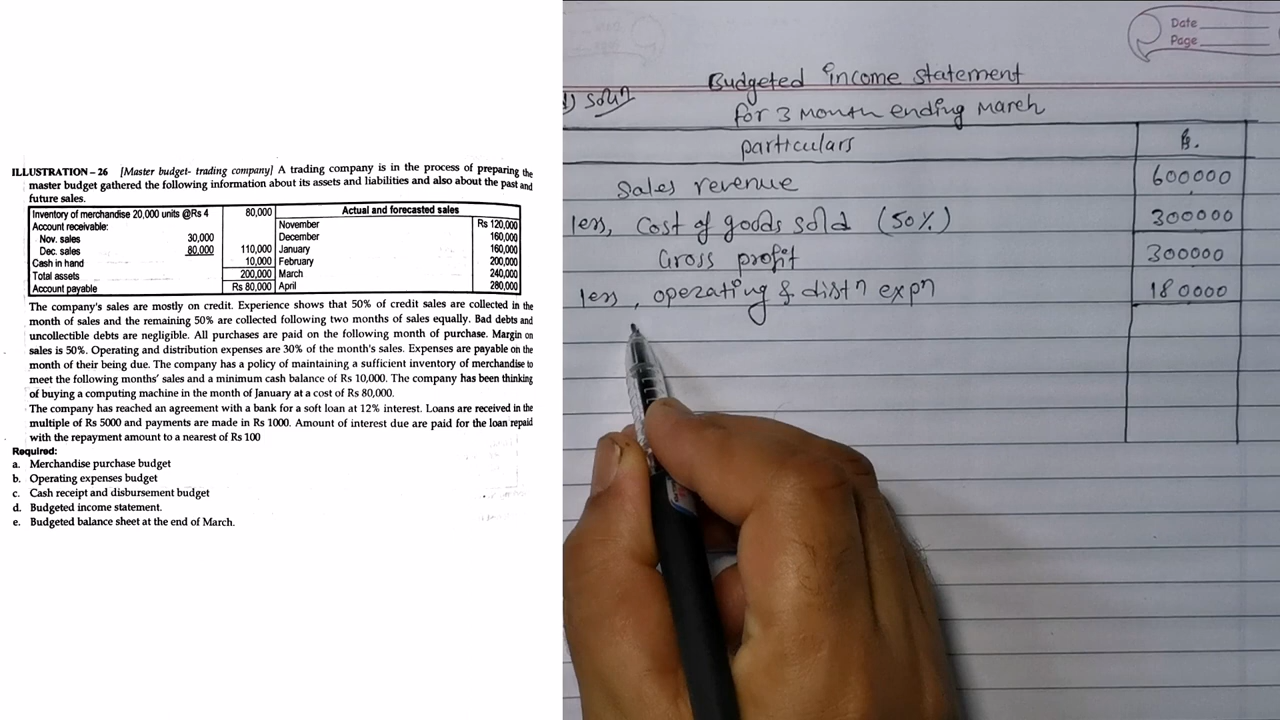 ILLUSTRATION – 26 [Master budget- trading company] A trading company is in the process of preparing the
master budget gathered the following information about its assets and liabilities and also about the past and
future sales.
Inventory of merchandise 20,000 units @Rs 4 80,000 Actual and forecasted sales
Account receivable: November Rs 120,000
Nov. sales 30,000 December 160,000
Dec. sales 80,000 110,000 January 160,000
Cash in hand 10,000 February 200,000
Total assets 200,000 March 240,000
Account payable Rs 80,000 April 280,000
The company's sales are mostly on credit. Experience shows that 50% of credit sales are collected in the
month of sales and the remaining 50% are collected following two months of sales equally. Bad debts and
uncollectible debts are negligible. All purchases are paid on the following month of purchase. Margin on
sales is 50%. Operating and distribution expenses are 30% of the month's sales. Expenses are payable on the
month of their being due. The company has a policy of maintaining a sufficient inventory of merchandise to
meet the following months' sales and a minimum cash balance of Rs 10,000. The company has been thinking
of buying a computing machine in the month of January at a cost of Rs 80,000.
The company has reached an agreement with a bank for a soft loan at 12% interest. Loans are received in the
multiple of Rs 5000 and payments are made in Rs 1000. Amount of interest due are paid for the loan repaid
with the repayment amount to a nearest of Rs 100
Required:
a. Merchandise purchase budget
b. Operating expenses budget
c. Cash receipt and disbursement budget
d. Budgeted income statement.
e. Budgeted balance sheet at the end of March.
Date
Page
Budgeted income statement
d) Solⁿ
for 3 month ending March
particulars Rs.
Sales revenue 600000
less, Cost of goods sold (50%) 300000
Gross profit 300000
less, operating & distⁿ expⁿ 180000